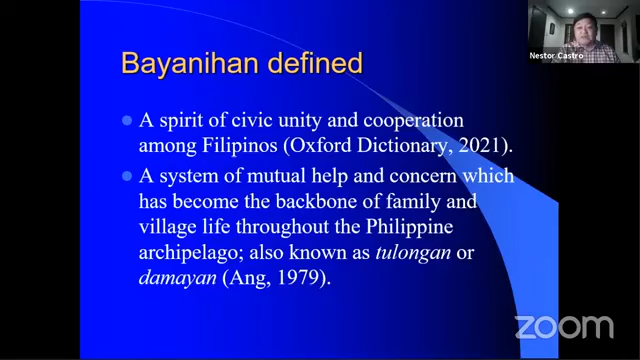 Bayanihan defined
Nestor Castro
A spirit of civic unity and cooperation
among Filipinos (Oxford Dictionary, 2021).
A system of mutual help and concern which
has become the backbone of family and
village life throughout the Philippine
archipelago; also known as tulongan or
damayan (Ang, 1979).
zoom